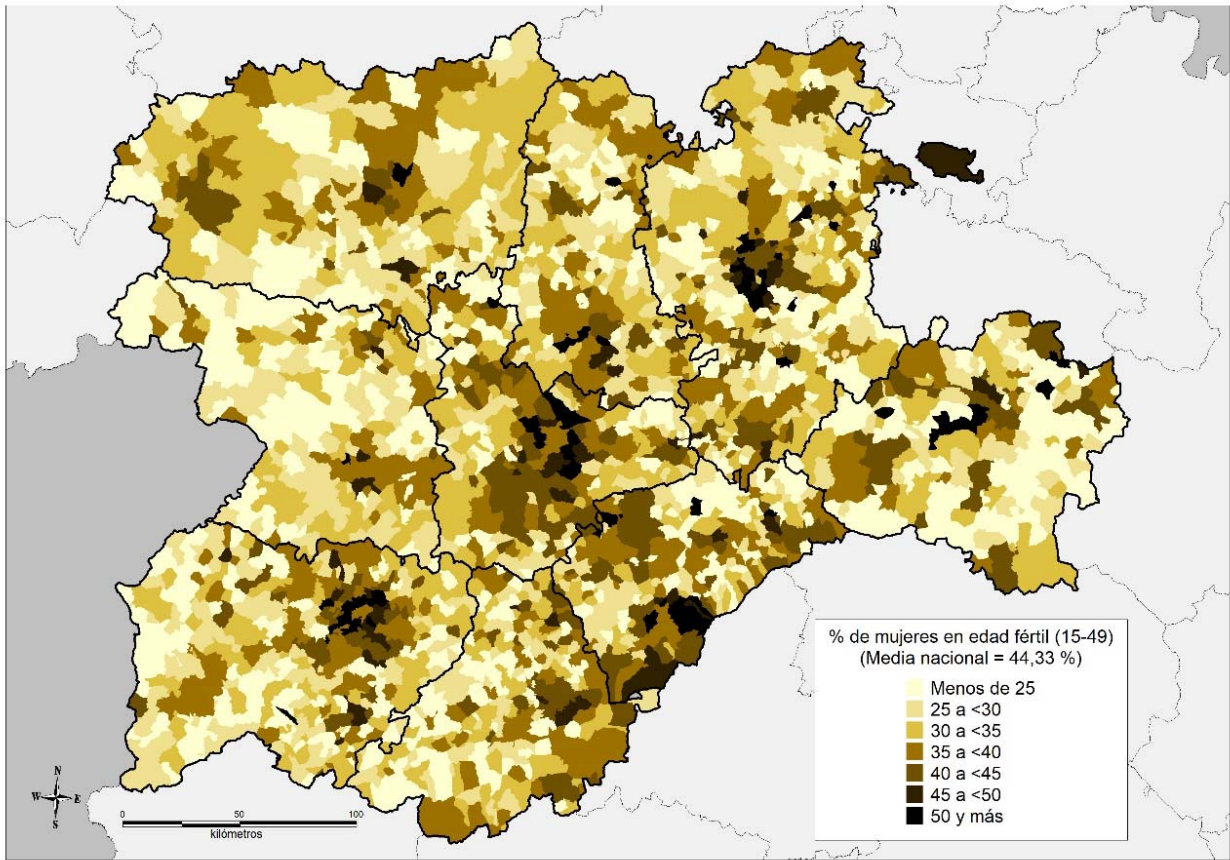 % de mujeres en edad fértil (15-49)
(Media nacional = 44,33 %)
Menos de 25
25 a <30
30 a <35
35 a <40
40 a <45
45 a <50
50 y más
N
W E
S
0 50 100
kilómetros